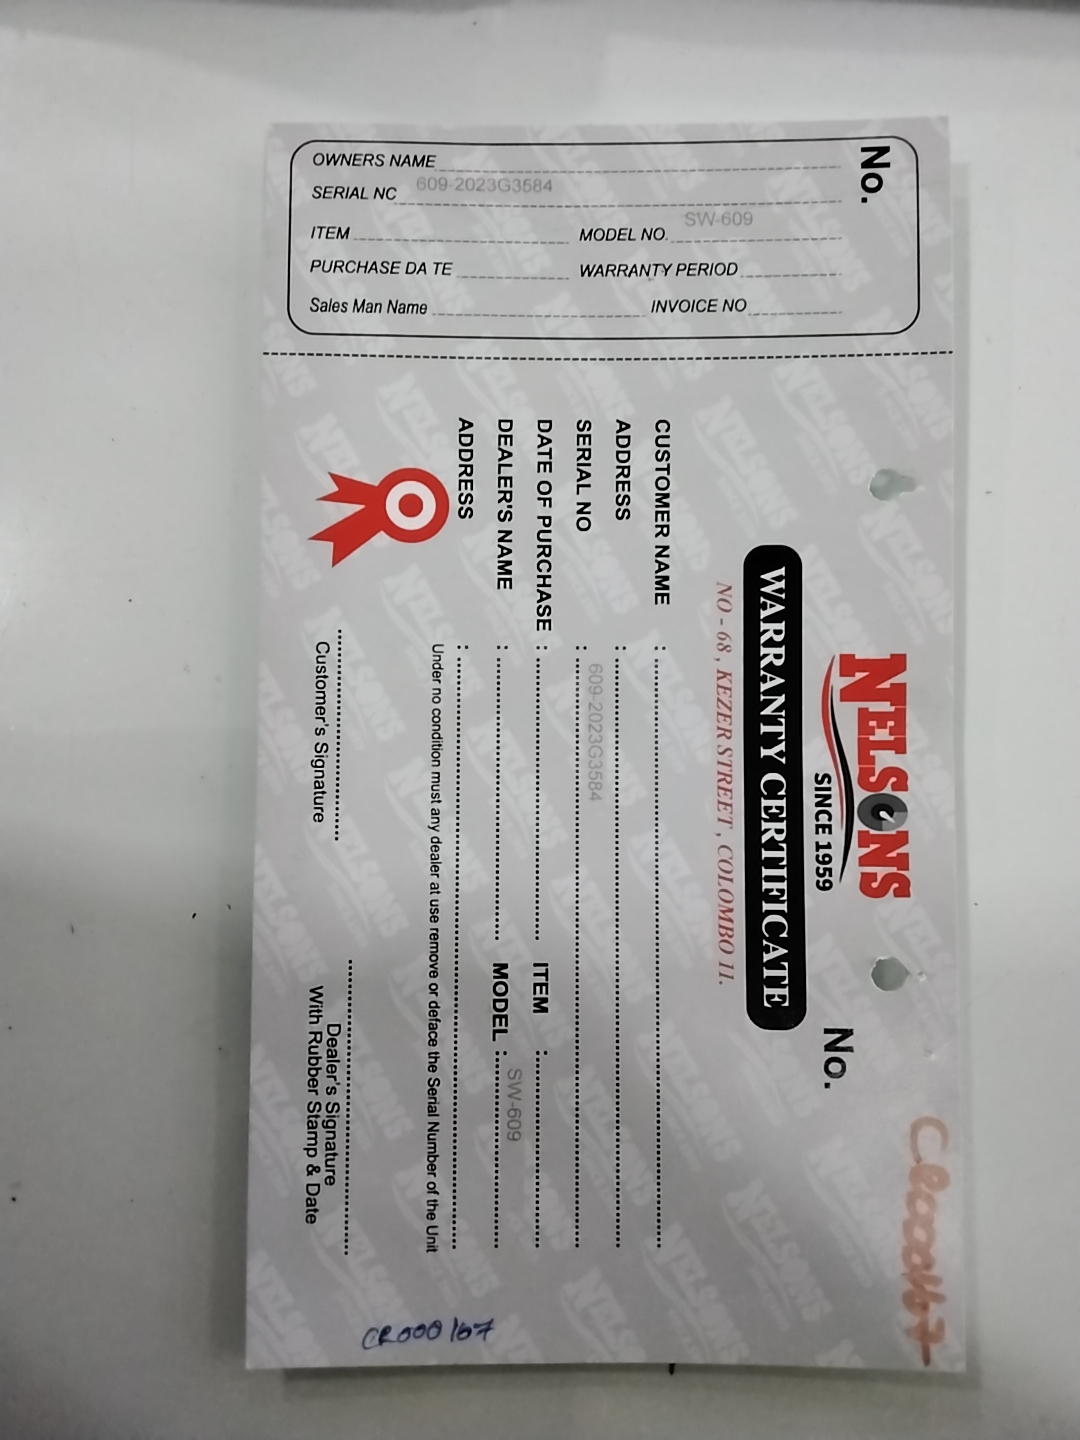 OWNERS NAME
SERIAL NC 609-2023G3584
ITEM MODEL NO. SW-609
PURCHASE DA TE WARRANTY PERIOD
Sales Man Name INVOICE NO
No.
NELSONS
SINCE 1959
No.
WARRANTY CERTIFICATE
NO - 68 , KEZER STREET , COLOMBO 11.
CUSTOMER NAME :
ADDRESS :
SERIAL NO : 609-2023G3584
DATE OF PURCHASE : ITEM :
DEALER'S NAME : MODEL : SW-609
ADDRESS :
Under no condition must any dealer at use remove or deface the Serial Number of the Unit
Customer's Signature
Dealer's Signature
With Rubber Stamp & Date
CR000167